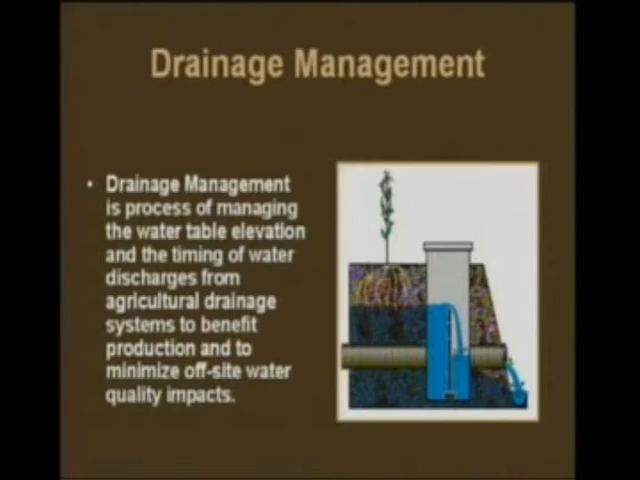 Drainage Management
• Drainage Management
is process of managing
the water table elevation
and the timing of water
discharges from
agricultural drainage
systems to benefit
production and to
minimize off-site water
quality impacts.